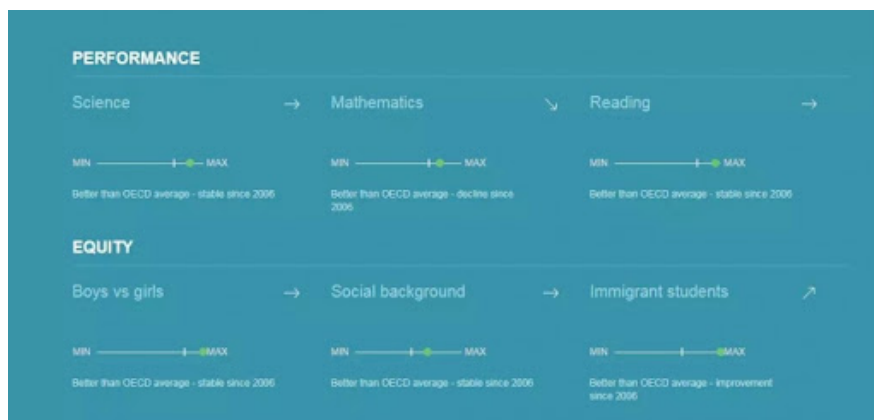 PERFORMANCE
Science → Mathematics ↘ Reading →
MIN MAX MIN MAX MIN MAX
Better than OECD average - stable since 2006 Better than OECD average - decline since Better than OECD average - stable since 2006
2006
EQUITY
Boys vs girls → Social background → Immigrant students ↗
MIN MAX MIN MAX MIN MAX
Better than OECD average - stable since 2006 Better than OECD average - stable since 2006 Better than OECD average - improvement
since 2006